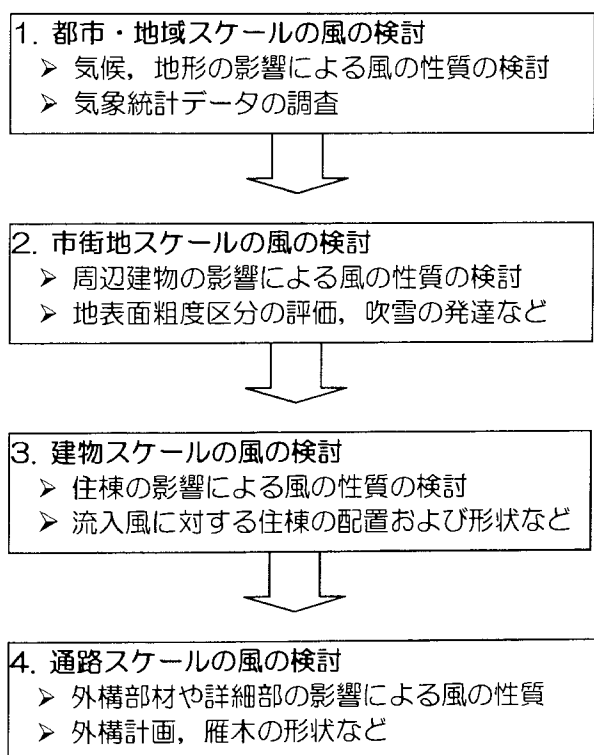 1. 都市・地域スケールの風の検討
➢ 気候，地形の影響による風の性質の検討
➢ 気象統計データの調査
2. 市街地スケールの風の検討
➢ 周辺建物の影響による風の性質の検討
➢ 地表面粗度区分の評価，吹雪の発達など
3. 建物スケールの風の検討
➢ 住棟の影響による風の性質の検討
➢ 流入風に対する住棟の配置および形状など
4. 通路スケールの風の検討
➢ 外構部材や詳細部の影響による風の性質
➢ 外構計画，雁木の形状など